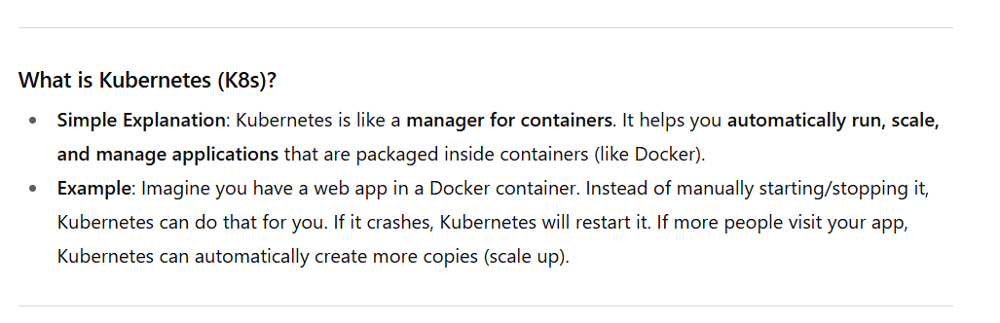 What is Kubernetes (K8s)?
• Simple Explanation: Kubernetes is like a manager for containers. It helps you automatically run, scale,
and manage applications that are packaged inside containers (like Docker).
• Example: Imagine you have a web app in a Docker container. Instead of manually starting/stopping it,
Kubernetes can do that for you. If it crashes, Kubernetes will restart it. If more people visit your app,
Kubernetes can automatically create more copies (scale up).